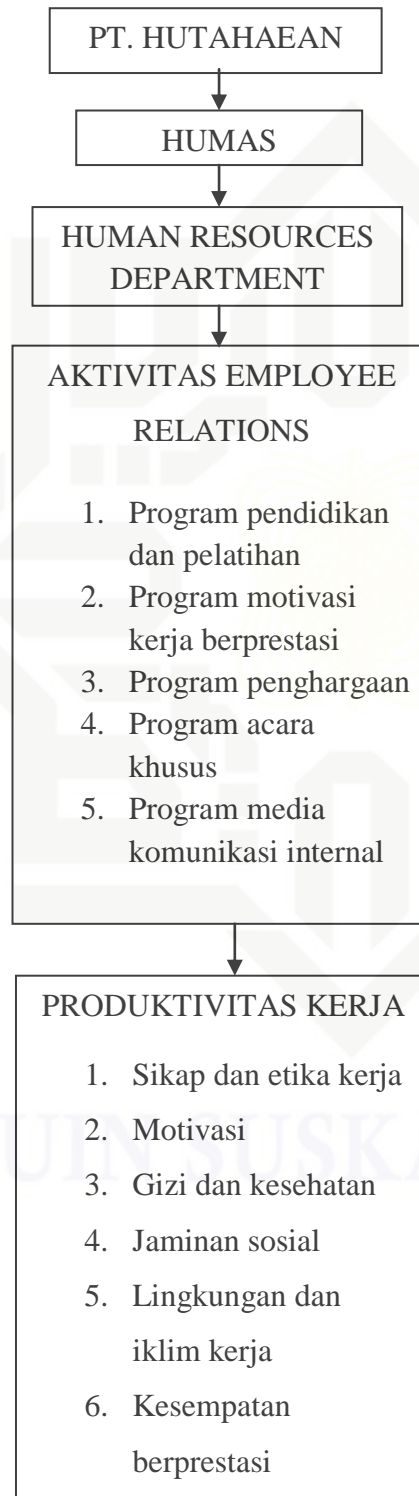 PT. HUTAHAEAN
HUMAS
HUMAN RESOURCES
DEPARTMENT
AKTIVITAS EMPLOYEE
RELATIONS
1. Program pendidikan
dan pelatihan
2. Program motivasi
kerja berprestasi
3. Program penghargaan
4. Program acara
khusus
5. Program media
komunikasi internal
PRODUKTIVITAS KERJA
1. Sikap dan etika kerja
2. Motivasi
UIN SUSKA
3. Gizi dan kesehatan
4. Jaminan sosial
5. Lingkungan dan
iklim kerja
6. Kesempatan
berprestasi